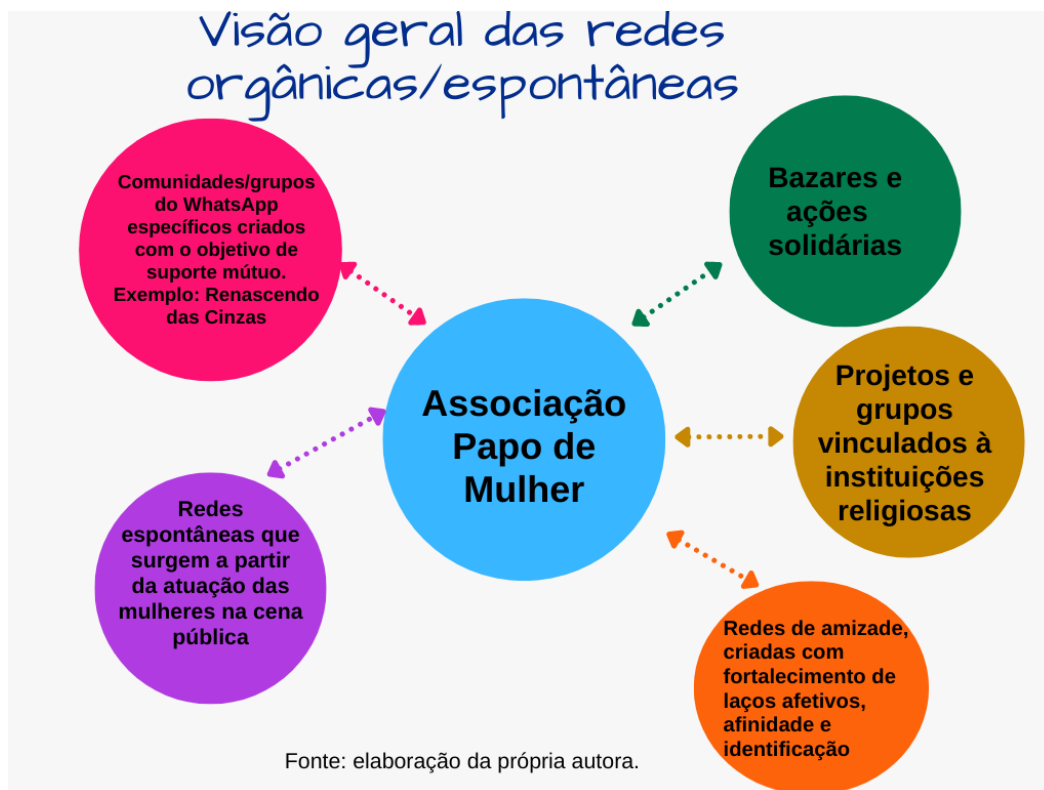 Visão geral das redes
orgânicas/espontâneas
Comunidades/grupos
do WhatsApp
específicos criados
com o objetivo de
suporte mútuo.
Exemplo: Renascendo
das Cinzas
Bazares e
ações
solidárias
Associação
Papo de
Mulher
Projetos e
grupos
vinculados à
instituições
religiosas
Redes
espontâneas que
surgem a partir
da atuação das
mulheres na cena
pública
Redes de amizade,
criadas com
fortalecimento de
laços afetivos,
afinidade e
identificação
Fonte: elaboração da própria autora.